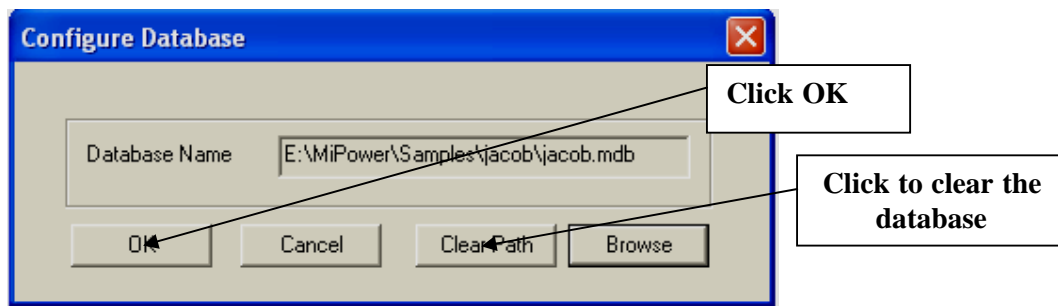 Configure Database
Click OK
Database Name E:\MiPower\Samples\jacob\jacob.mdb
Click to clear the
database
OK Cancel Clear Path Browse